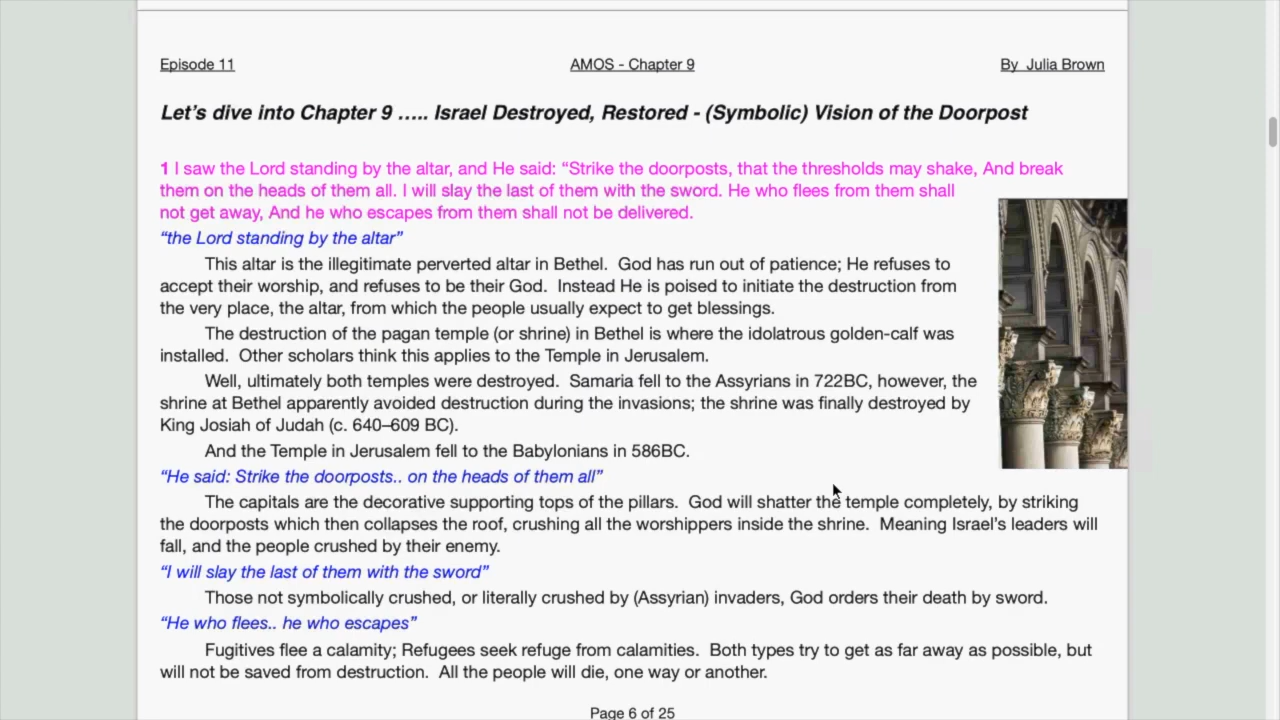 Episode 11 AMOS - Chapter 9 By Julia Brown
Let’s dive into Chapter 9 ….. Israel Destroyed, Restored - (Symbolic) Vision of the Doorpost
1 I saw the Lord standing by the altar, and He said: “Strike the doorposts, that the thresholds may shake, And break
them on the heads of them all. I will slay the last of them with the sword. He who flees from them shall
not get away, And he who escapes from them shall not be delivered.
“the Lord standing by the altar”
This altar is the illegitimate perverted altar in Bethel. God has run out of patience; He refuses to
accept their worship, and refuses to be their God. Instead He is poised to initiate the destruction from
the very place, the altar, from which the people usually expect to get blessings.
The destruction of the pagan temple (or shrine) in Bethel is where the idolatrous golden-calf was
installed. Other scholars think this applies to the Temple in Jerusalem.
Well, ultimately both temples were destroyed. Samaria fell to the Assyrians in 722BC, however, the
shrine at Bethel apparently avoided destruction during the invasions; the shrine was finally destroyed by
King Josiah of Judah (c. 640–609 BC).
And the Temple in Jerusalem fell to the Babylonians in 586BC.
“He said: Strike the doorposts.. on the heads of them all”
The capitals are the decorative supporting tops of the pillars. God will shatter the temple completely, by striking
the doorposts which then collapses the roof, crushing all the worshippers inside the shrine. Meaning Israel’s leaders will
fall, and the people crushed by their enemy.
“I will slay the last of them with the sword”
Those not symbolically crushed, or literally crushed by (Assyrian) invaders, God orders their death by sword.
“He who flees.. he who escapes”
Fugitives flee a calamity; Refugees seek refuge from calamities. Both types try to get as far away as possible, but
will not be saved from destruction. All the people will die, one way or another.
Page 6 of 25